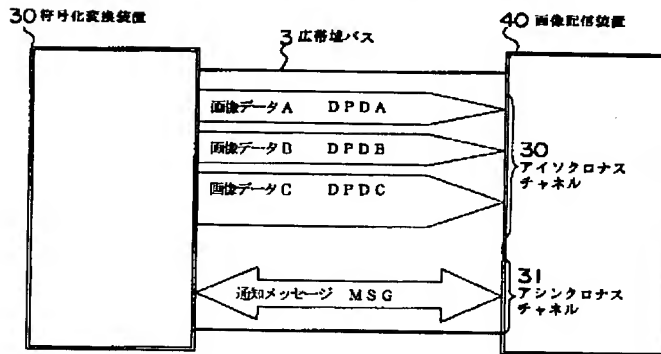 30 符号化変換装置
3 広帯域バス
40 画像配信装置
画像データA DPDA
画像データB DPDB
画像データC DPDC
30
アイソクロナス
チャネル
通知メッセージ MSG
31
アシンクロナス
チャネル